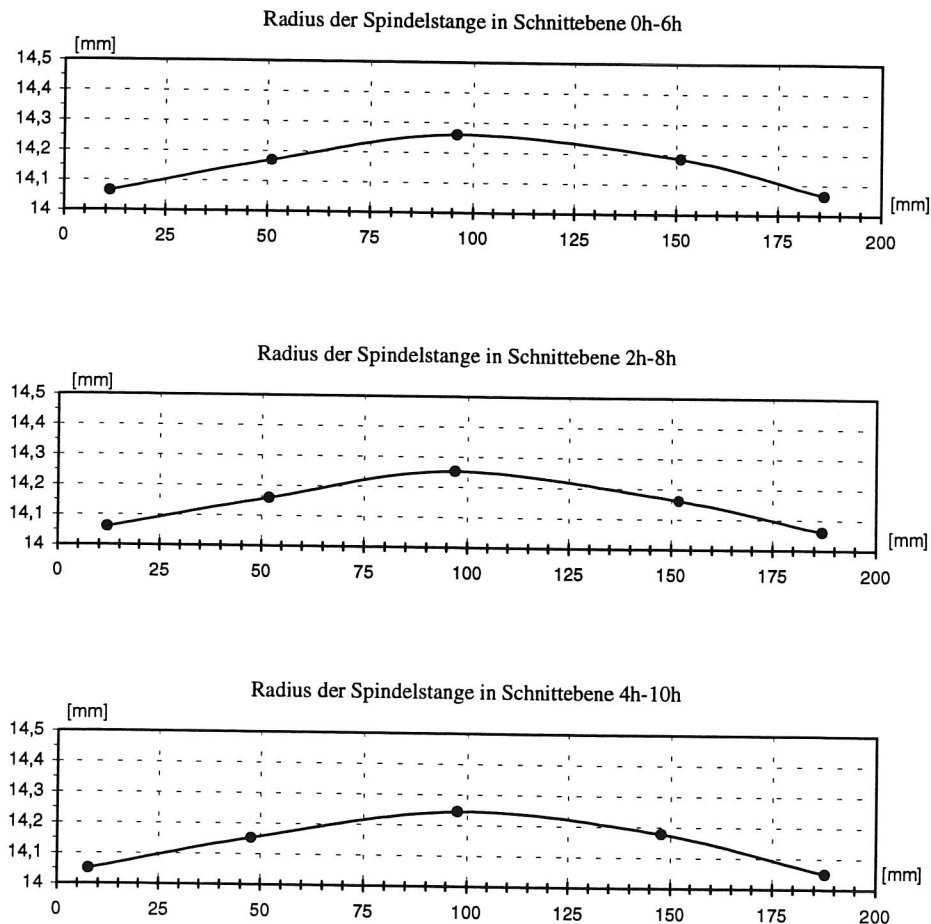 Radius der Spindelstange in Schnittebene 0h-6h
[mm]
14,5
14,4
14,3
14,2
14,1
14
[mm]
0 25 50 75 100 125 150 175 200
Radius der Spindelstange in Schnittebene 2h-8h
[mm]
14,5
14,4
14,3
14,2
14,1
14
[mm]
0 25 50 75 100 125 150 175 200
Radius der Spindelstange in Schnittebene 4h-10h
[mm]
14,5
14,4
14,3
14,2
14,1
14
[mm]
0 25 50 75 100 125 150 175 200